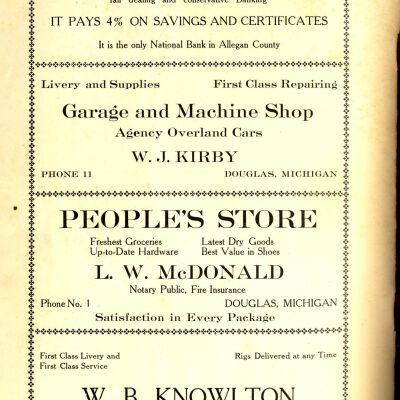 fair dealing and conservative Banking
IT PAYS 4% ON SAVINGS AND CERTIFICATES
It is the only National Bank in Allegan County
Livery and Supplies First Class Repairing
Garage and Machine Shop
Agency Overland Cars
W. J. KIRBY
PHONE 11 DOUGLAS, MICHIGAN
PEOPLE'S STORE
Freshest Groceries Latest Dry Goods
Up-to-Date Hardware Best Value in Shoes
L. W. McDONALD
Notary Public, Fire Insurance
Phone No. 1 DOUGLAS, MICHIGAN
Satisfaction in Every Package
First Class Livery and Rigs Delivered at any Time
First Class Service
W. B. KNOWLTON